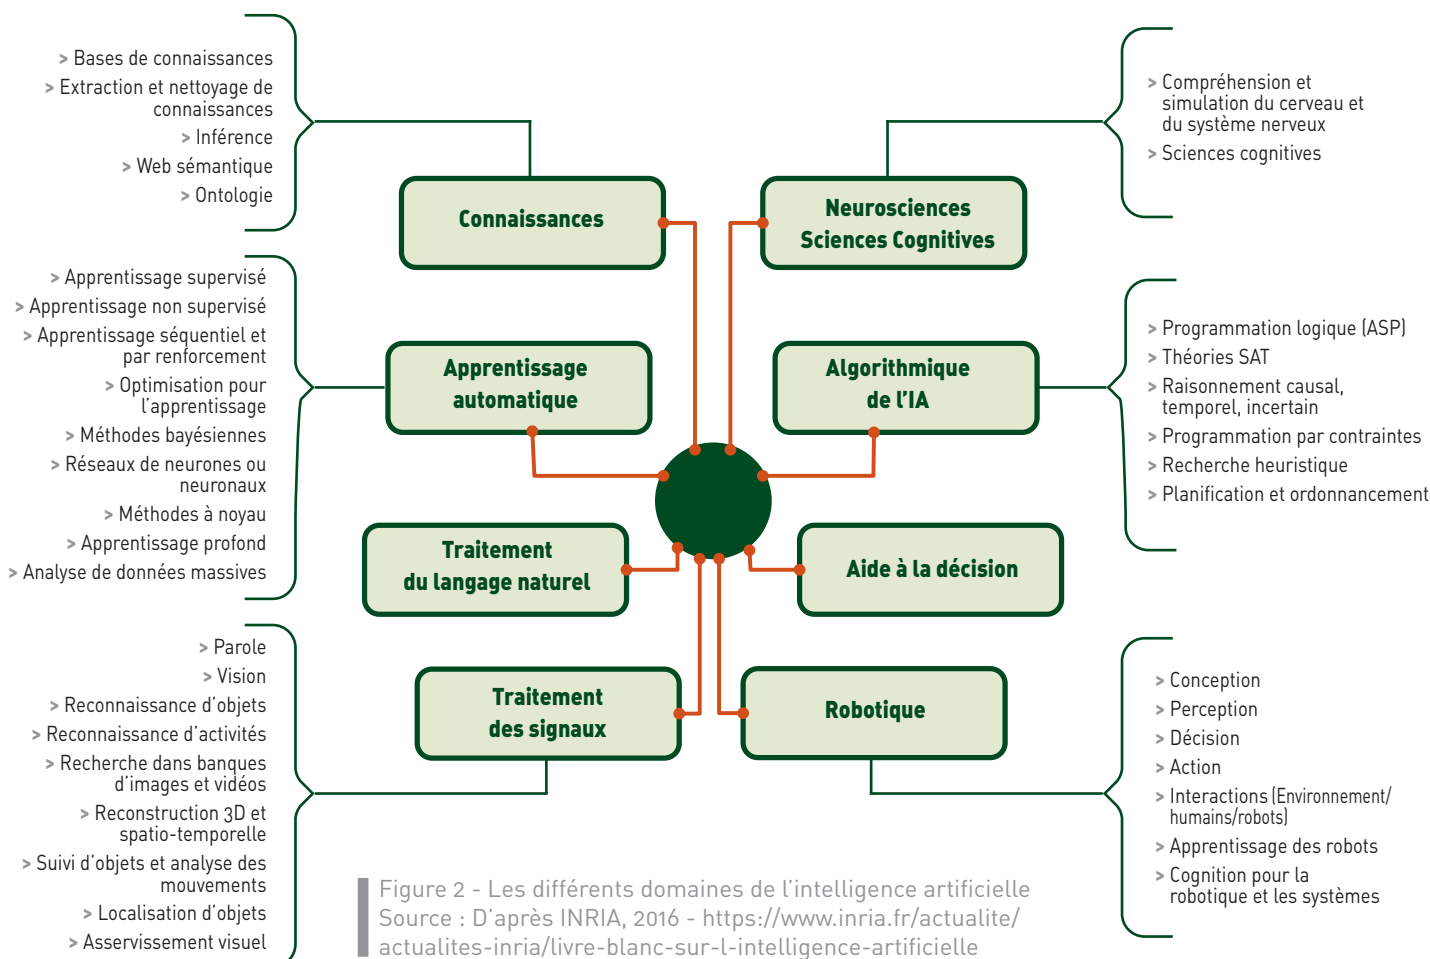 > Bases de connaissances
> Extraction et nettoyage de
connaissances
> Inférence
> Web sémantique
> Ontologie
Connaissances
> Apprentissage supervisé
> Apprentissage non supervisé
> Apprentissage séquentiel et
par renforcement
> Optimisation pour
l’apprentissage
> Méthodes bayésiennes
> Réseaux de neurones ou
neuronaux
> Méthodes à noyau
> Apprentissage profond
> Analyse de données massives
Apprentissage
automatique
Traitement
du langage naturel
> Parole
> Vision
> Reconnaissance d’objets
> Reconnaissance d’activités
> Recherche dans banques
d’images et vidéos
> Reconstruction 3D et
spatio-temporelle
> Suivi d’objets et analyse des
mouvements
> Localisation d’objets
> Asservissement visuel
Traitement
des signaux
Neurosciences
Sciences Cognitives
> Compréhension et
simulation du cerveau et
du système nerveux
> Sciences cognitives
Algorithmique
de l’IA
> Programmation logique (ASP)
> Théories SAT
> Raisonnement causal,
temporel, incertain
> Programmation par contraintes
> Recherche heuristique
> Planification et ordonnancement
Aide à la décision
Robotique
> Conception
> Perception
> Décision
> Action
> Interactions (Environnement/
humains/robots)
> Apprentissage des robots
> Cognition pour la
robotique et les systèmes
Figure 2 - Les différents domaines de l’intelligence artificielle
Source : D’après INRIA, 2016 - https://www.inria.fr/actualite/
actualites-inria/livre-blanc-sur-l-intelligence-artificielle